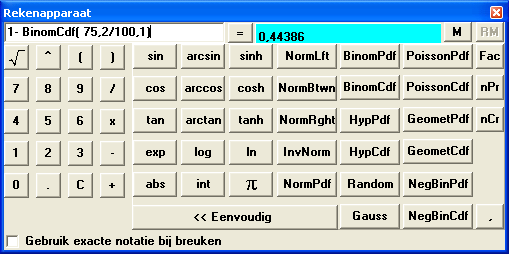 Rekenapparaat
1- BinomCdf( 75,2/100,1) = 0,44386 M RM
√ ^ ( ) sin arcsin sinh NormLft BinomPdf PoissonPdf Fac
7 8 9 / cos arccos cosh NormBtwn BinomCdf PoissonCdf nPr
4 5 6 x tan arctan tanh NormRght HypPdf GeometPdf nCr
1 2 3 - exp log ln InvNorm HypCdf GeometCdf
0 . C + abs int π NormPdf Random NegBinPdf
<< Eenvoudig Gauss NegBinCdf ,
Gebruik exacte notatie bij breuken